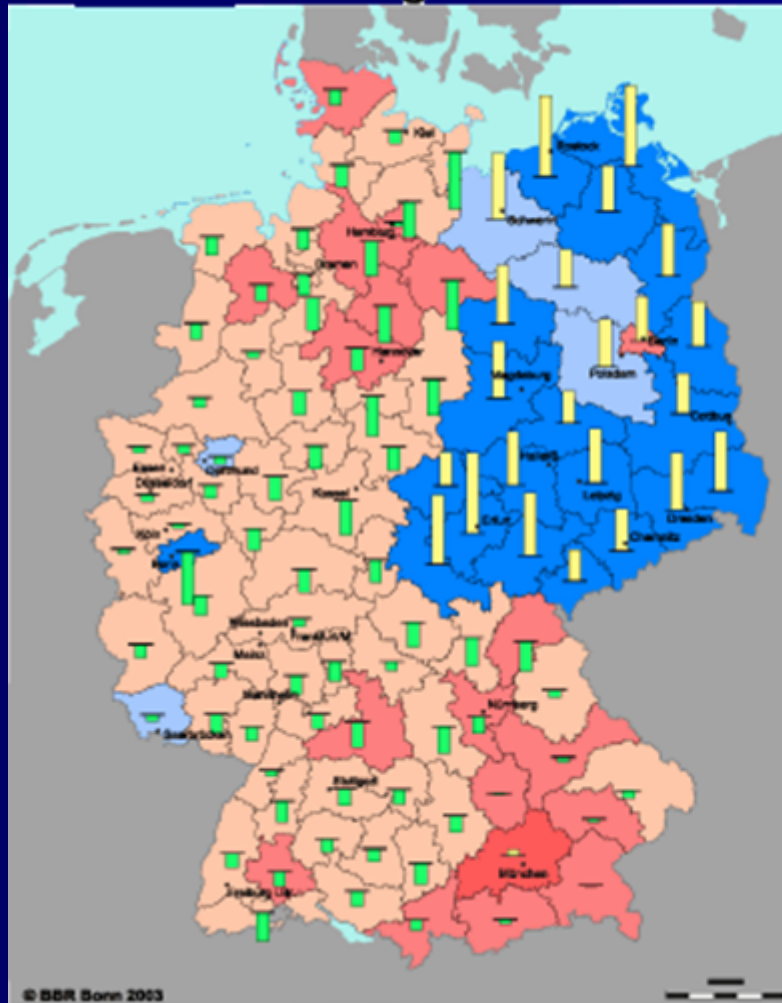 Kiel
Rostock
Schwerin
Hamburg
Bremen
Berlin
Hannover
Potsdam
Magdeburg
Cottbus
Essen
Dortmund
Düsseldorf
Halle/S
Leipzig
Kassel
Erfurt
Dresden
Chemnitz
Köln
Bonn
Wiesbaden
Frankfurt/M
Mainz
Mannheim
Nürnberg
Saarbrücken
Stuttgart
München
© BBR Bonn 2003